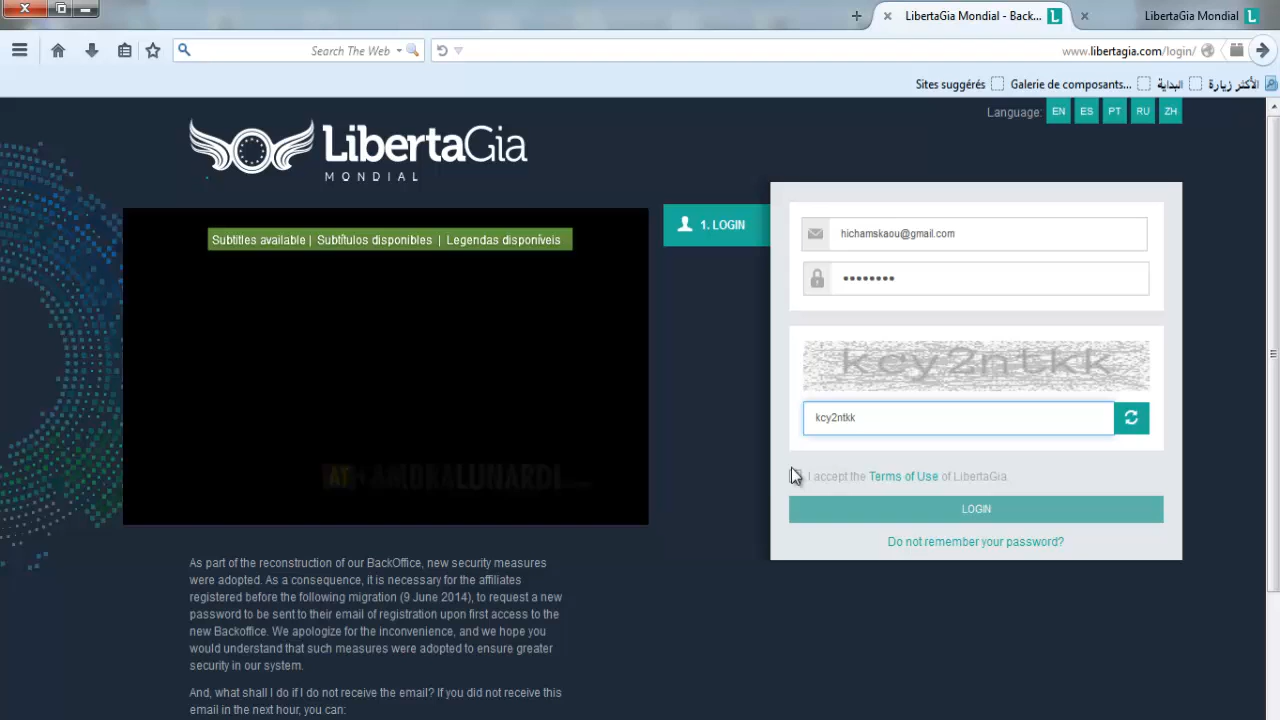 LibertaGia Mondial - Back...
LibertaGia Mondial
Search The Web
www.libertagia.com/login/
Sites suggérés
Galerie de composants...
البداية
الأكثر زيارة
Language: EN ES PT RU ZH
LibertaGia
MONDIAL
Subtitles available | Subtítulos disponibles | Legendas disponíveis
1. LOGIN
hichamskaou@gmail.com
kcy2ntkk
kcy2ntkk
I accept the Terms of Use of LibertaGia.
LOGIN
Do not remember your password?
As part of the reconstruction of our BackOffice, new security measures
were adopted. As a consequence, it is necessary for the affiliates
registered before the following migration (9 June 2014), to request a new
password to be sent to their email of registration upon first access to the
new Backoffice. We apologize for the inconvenience, and we hope you
would understand that such measures were adopted to ensure greater
security in our system.
And, what shall I do if I do not receive the email? If you did not receive this
email in the next hour, you can: